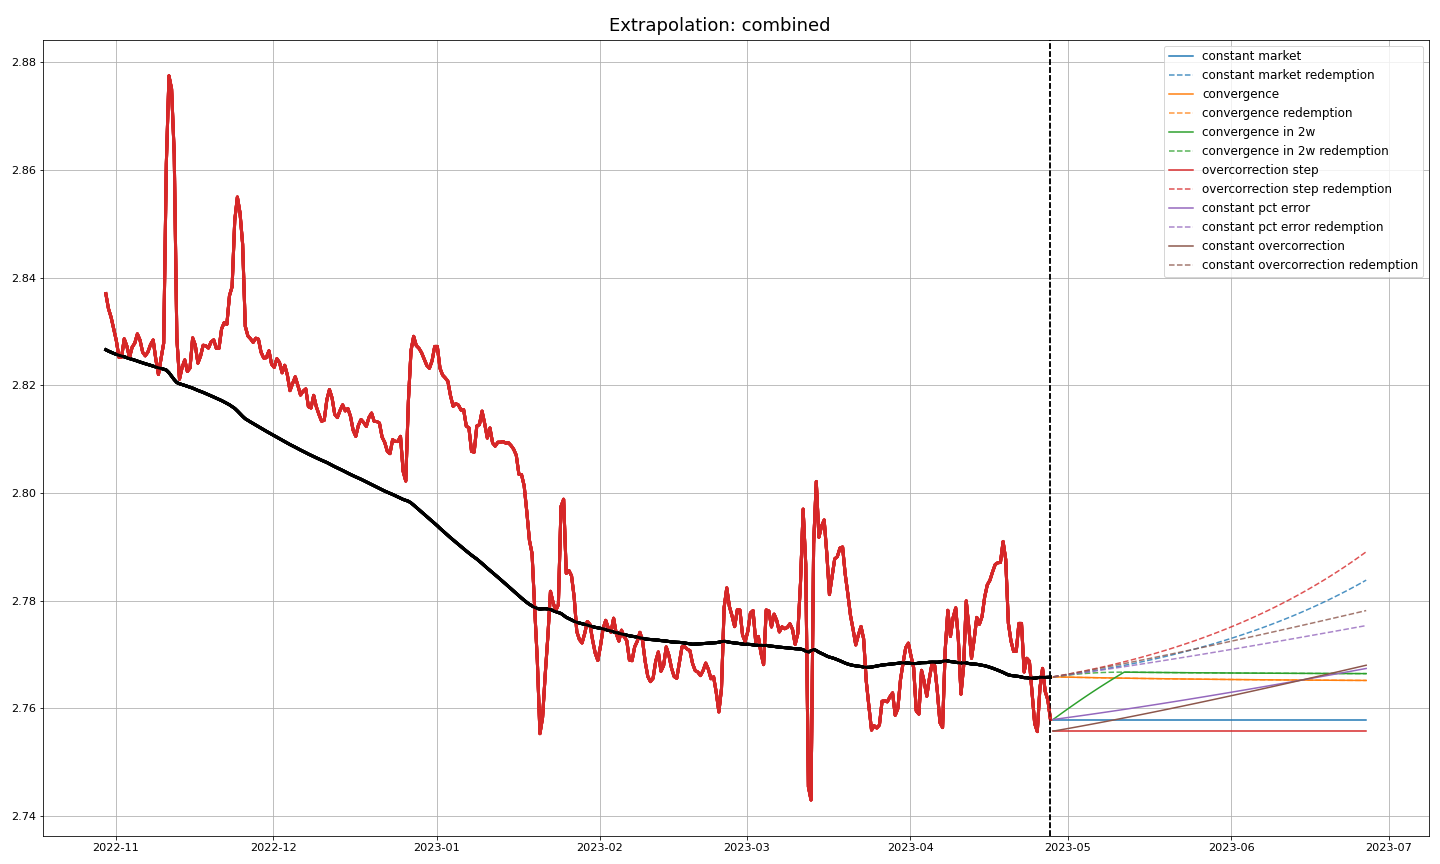 Extrapolation: combined
2.88
2.86
2.84
2.82
2.80
2.78
2.76
2.74
constant market
constant market redemption
convergence
convergence redemption
convergence in 2w
convergence in 2w redemption
overcorrection step
overcorrection step redemption
constant pct error
constant pct error redemption
constant overcorrection
constant overcorrection redemption
2022-11 2022-12 2023-01 2023-02 2023-03 2023-04 2023-05 2023-06 2023-07